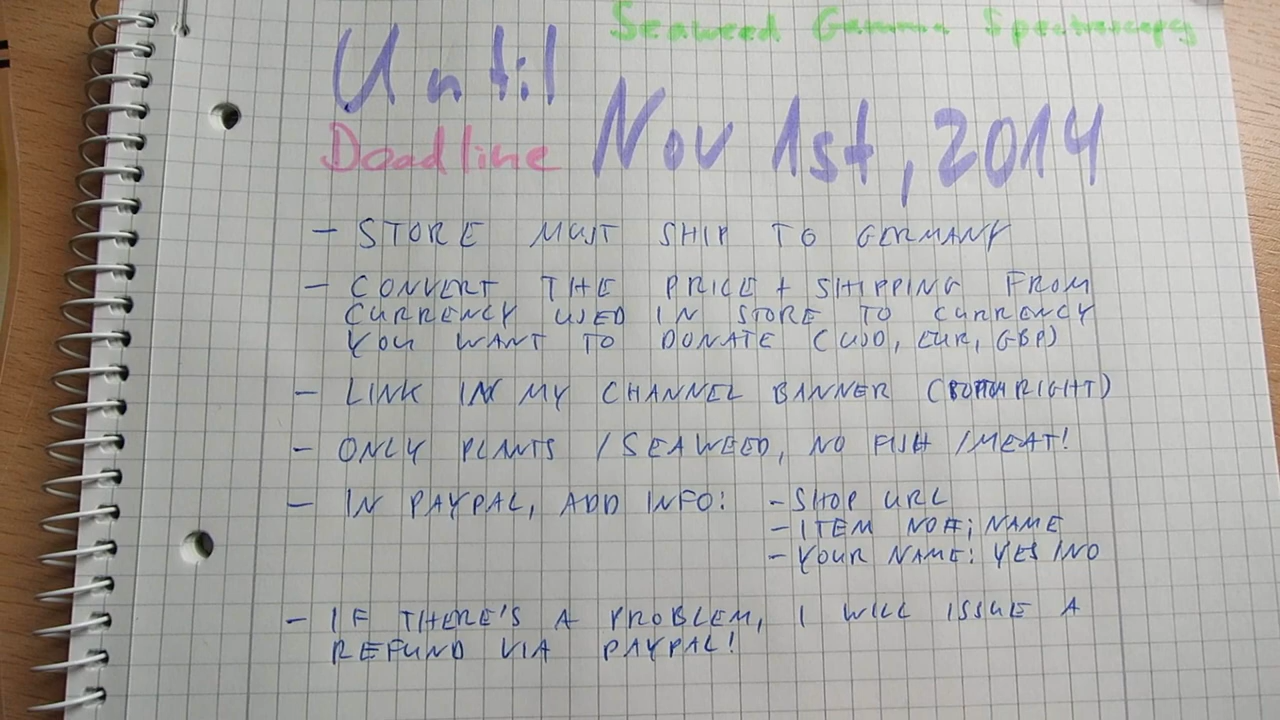 Seaweed Gamma Spectroscopy
Until
Deadline Nov 1st, 2014
- STORE MUST SHIP TO GERMANY
- CONVERT THE PRICE + SHIPPING FROM
CURRENCY USED IN STORE TO CURRENCY
YOU WANT TO DONATE (USD, EUR, GBP)
- LINK IN MY CHANNEL BANNER (RIGHT)
- ONLY PLANTS / SEAWEED, NO FISH / MEAT!
- IN PAYPAL, ADD INFO: - SHOP URL
- ITEM NO#; NAME
- YOUR NAME: YES / NO
- IF THERE'S A PROBLEM, I WILL ISSUE A
REFUND VIA PAYPAL!